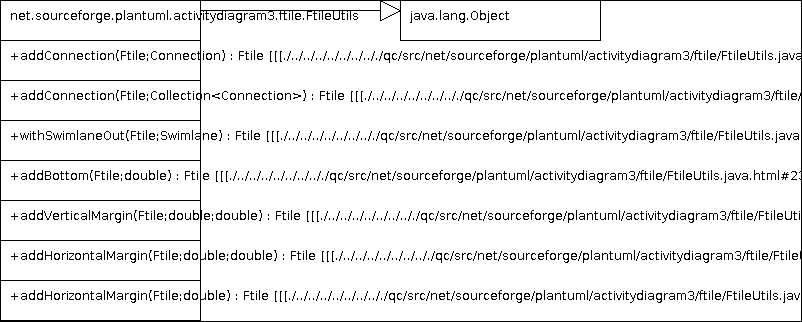 net.sourceforge.plantuml.activitydiagram3.ftile.FtileUtils
java.lang.Object
+addConnection(Ftile;Connection) : Ftile [[[./../../../../../../../qc/src/net/sourceforge/plantuml/activitydiagram3/ftile/FtileUtils.java
+addConnection(Ftile;Collection<Connection>) : Ftile [[[./../../../../../../../qc/src/net/sourceforge/plantuml/activitydiagram3/ftile/
+withSwimlaneOut(Ftile;Swimlane) : Ftile [[[./../../../../../../../qc/src/net/sourceforge/plantuml/activitydiagram3/ftile/FtileUtils.java
+addBottom(Ftile;double) : Ftile [[[./../../../../../../../qc/src/net/sourceforge/plantuml/activitydiagram3/ftile/FtileUtils.java.html#23
+addVerticalMargin(Ftile;double;double) : Ftile [[[./../../../../../../../qc/src/net/sourceforge/plantuml/activitydiagram3/ftile/FtileUti
+addHorizontalMargin(Ftile;double;double) : Ftile [[[./../../../../../../../qc/src/net/sourceforge/plantuml/activitydiagram3/ftile/Ftile
+addHorizontalMargin(Ftile;double) : Ftile [[[./../../../../../../../qc/src/net/sourceforge/plantuml/activitydiagram3/ftile/FtileUtils.jav